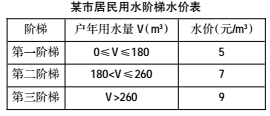 某市居民用水阶梯水价表
阶梯 户年用水量 V(m³) 水价(元/m³)
第一阶梯 0≤V≤180 5
第二阶梯 180<V≤260 7
第三阶梯 V>260 9